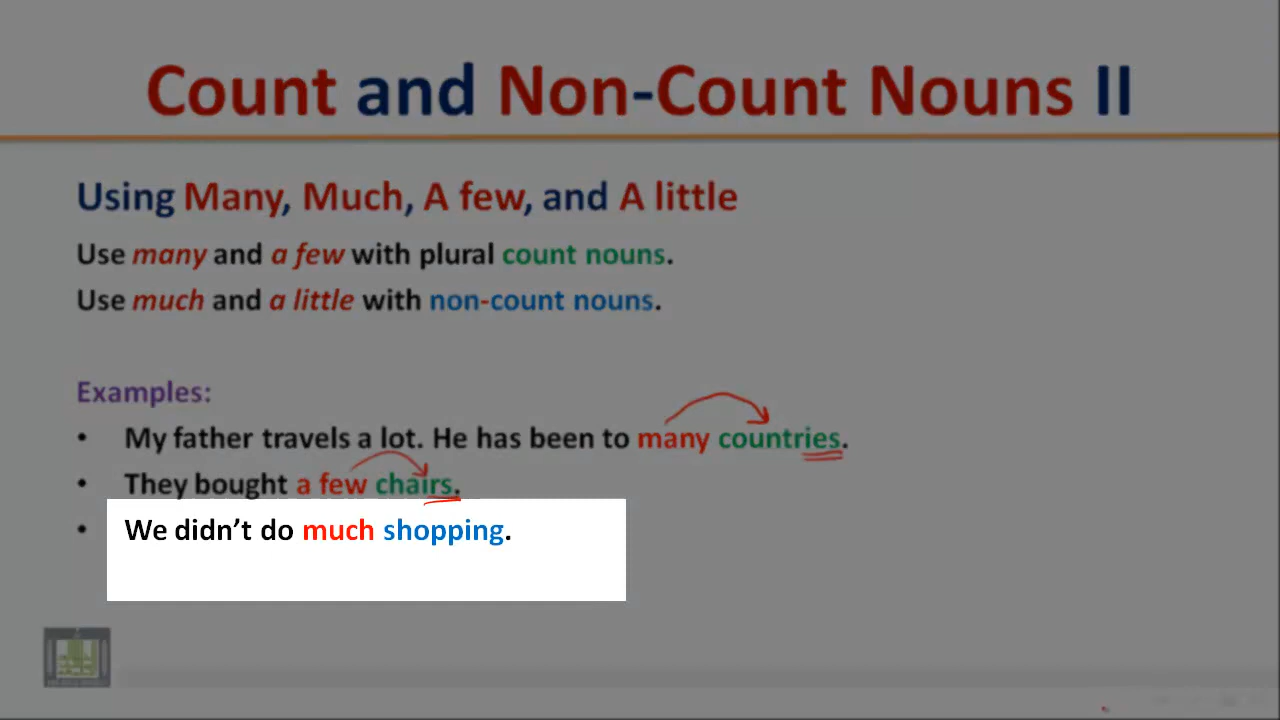 Count and Non-Count Nouns II
Using Many, Much, A few, and A little
Use many and a few with plural count nouns.
Use much and a little with non-count nouns.
Examples:
• My father travels a lot. He has been to many countries.
• They bought a few chairs.
• We didn’t do much shopping.